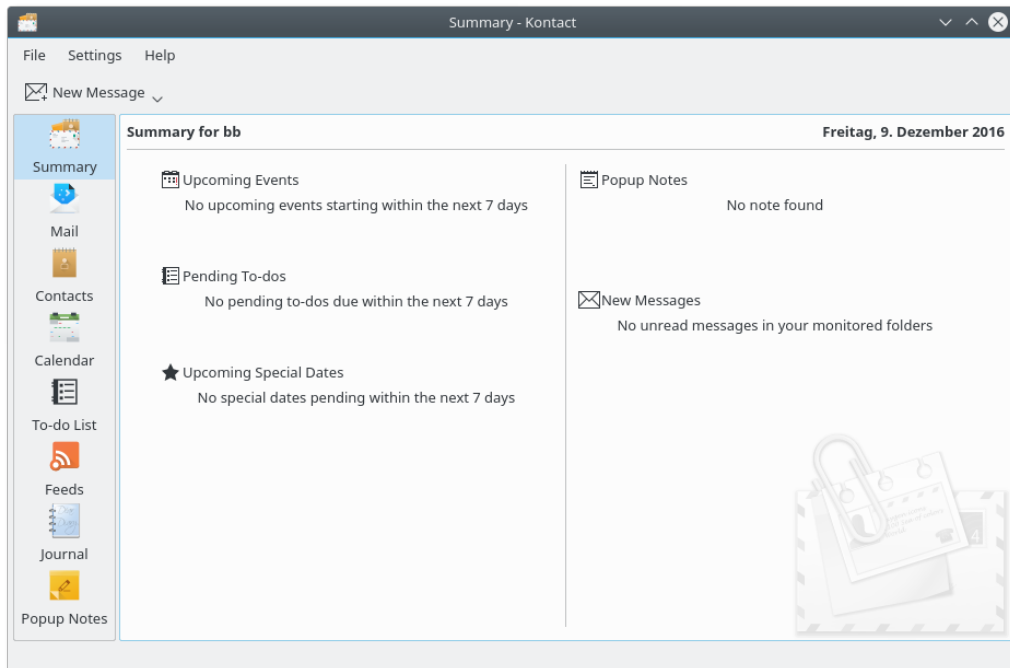 Summary - Kontact
File Settings Help
New Message
Summary
Mail
Contacts
Calendar
To-do List
Feeds
Journal
Popup Notes
Summary for bb
Freitag, 9. Dezember 2016
Upcoming Events
No upcoming events starting within the next 7 days
Pending To-dos
No pending to-dos due within the next 7 days
Upcoming Special Dates
No special dates pending within the next 7 days
Popup Notes
No note found
New Messages
No unread messages in your monitored folders